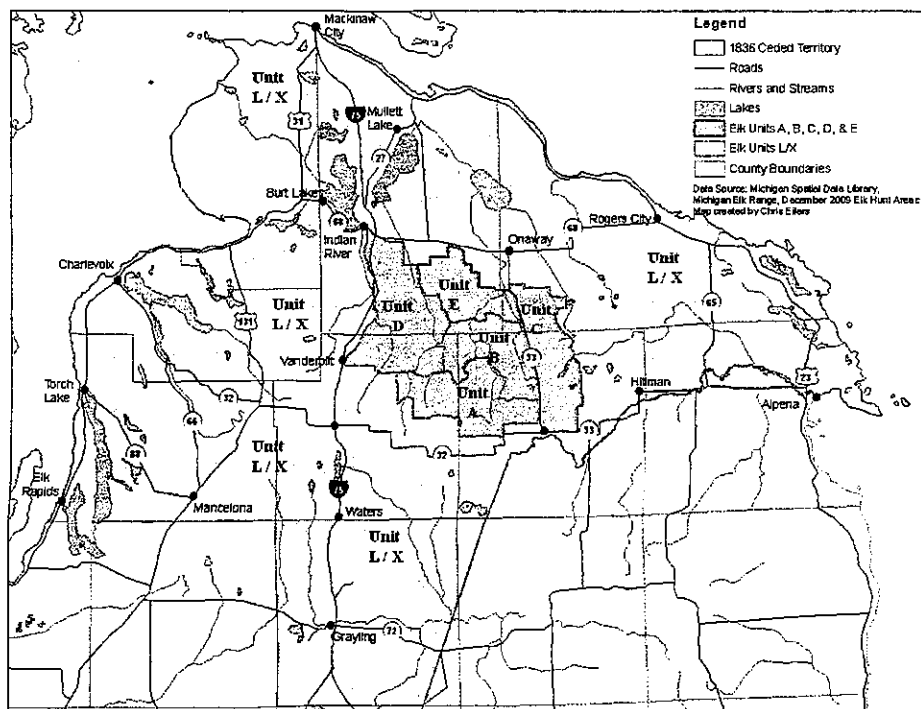 Legend
1836 Ceded Territory
Roads
Rivers and Streams
Lakes
Elk Units A, B, C, D, & E
Elk Units L/X
County Boundaries
Data Source: Michigan Spatial Data Library,
Michigan Elk Range, December 2009 Elk Hunt Areas
Map created by Chris Eilers
Mackinaw
City
Unit
L / X
31
75
Mullett
Lake
27
Burt Lake
68
Indian
River
Onaway
68
Rogers City
Unit
L / X
65
Charlevoix
131
Unit
L / X
Unit
D
Unit
E
Unit
C
Unit
B
33
Unit
A
Vanderbilt
Torch
Lake
32
66
88
Hillman
23
Alpena
33
32
Unit
L / X
Elk
Rapids
Mancelona
75
Waters
Unit
L / X
Grayling
72